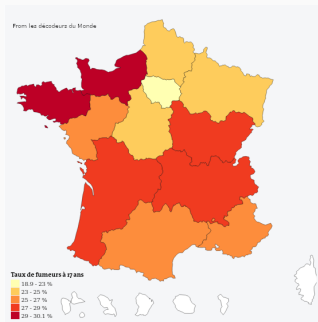 From les décodeurs du Monde
Taux de fumeurs à 17 ans
18.9 - 23 %
23 - 25 %
25 - 27 %
27 - 29 %
29 - 30.1 %